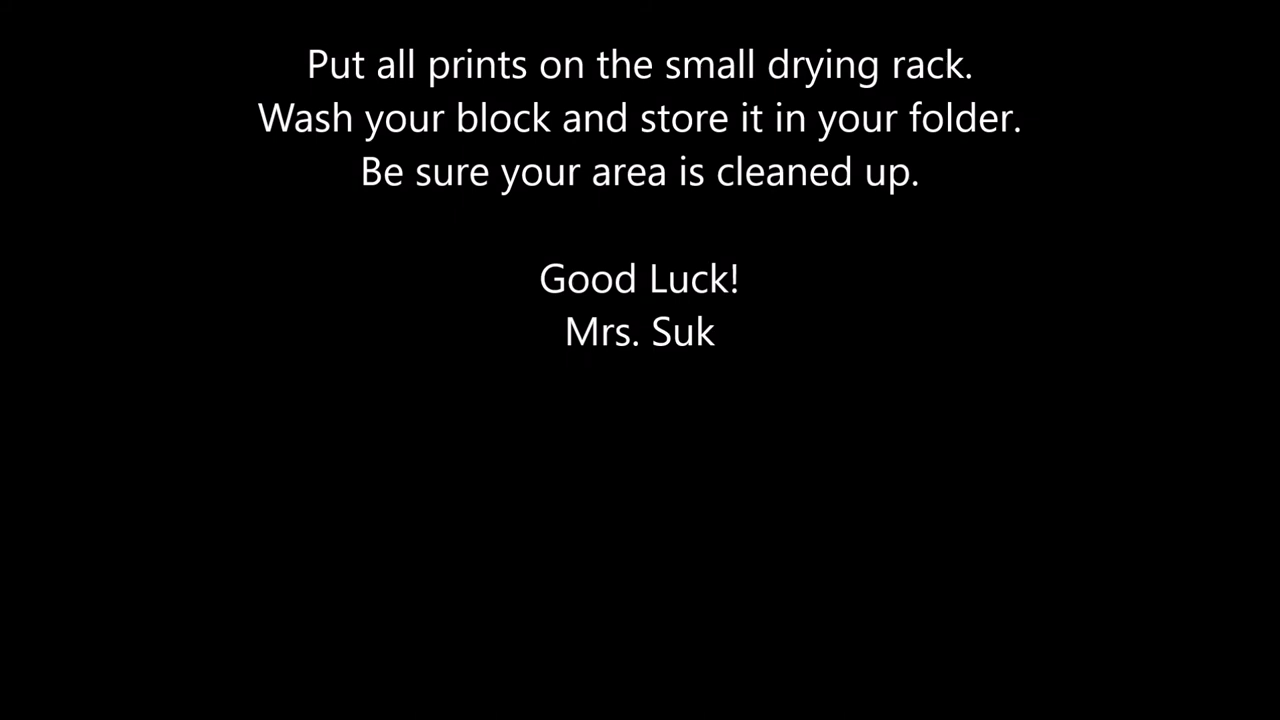 Put all prints on the small drying rack.
Wash your block and store it in your folder.
Be sure your area is cleaned up.
Good Luck!
Mrs. Suk